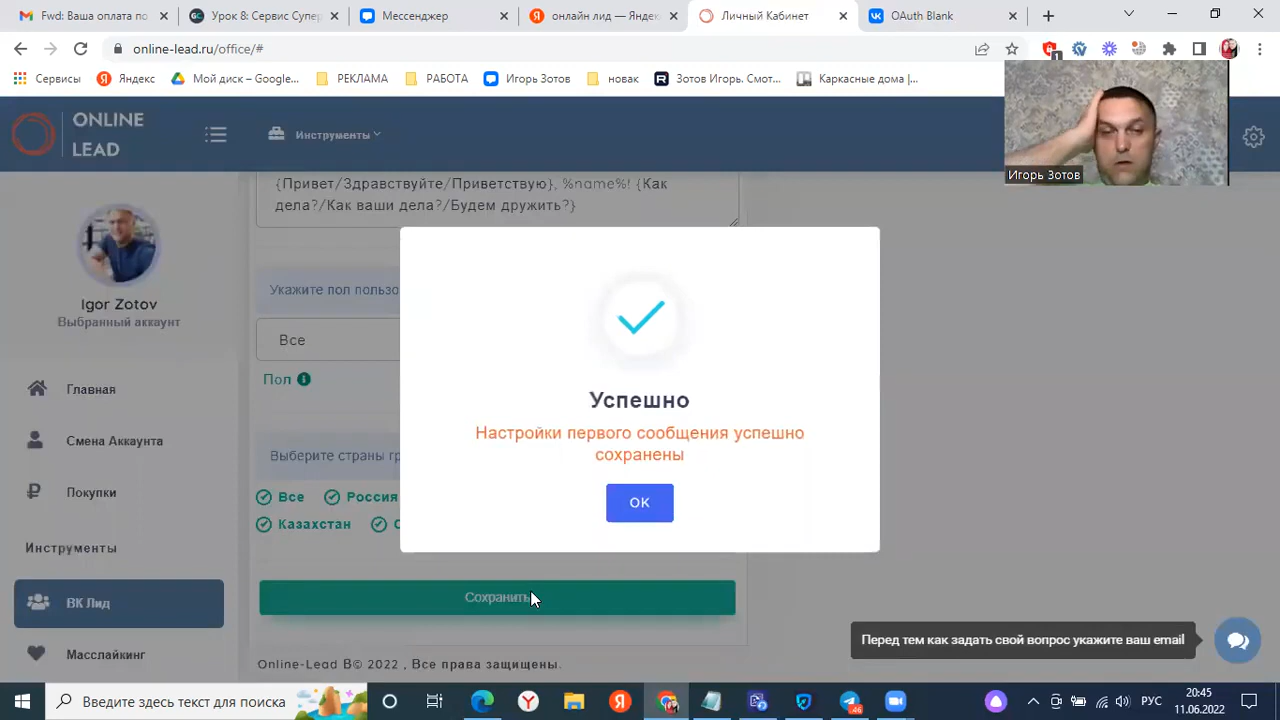 Fwd: Ваша оплата по
Урок 8: Сервис Супер
Мессенджер
онлайн лид — Яндекс
Личный Кабинет
OAuth Blank
online-lead.ru/office/#
1
Сервисы
Яндекс
Мой диск – Google...
РЕКЛАМА
РАБОТА
Игорь Зотов
новак
Зотов Игорь. Смот...
Каркасные дома |...
ONLINE
LEAD
Инструменты
Игорь Зотов
{Привет/Здравствуйте/Приветствую}, %name%! {Как
дела?/Как ваши дела?/Будем дружить?}
Igor Zotov
Выбранный аккаунт
Укажите пол пользо
Все
Пол
Главная
Смена Аккаунта
Покупки
Инструменты
ВК Лид
Масслайкинг
Выберите страны гр
Все
Россия
Казахстан
Успешно
Настройки первого сообщения успешно
сохранены
OK
Сохранить
Перед тем как задать свой вопрос укажите ваш email
Online-Lead В© 2022 , Все права защищены.
Введите здесь текст для поиска
46
РУС
20:45
11.06.2022